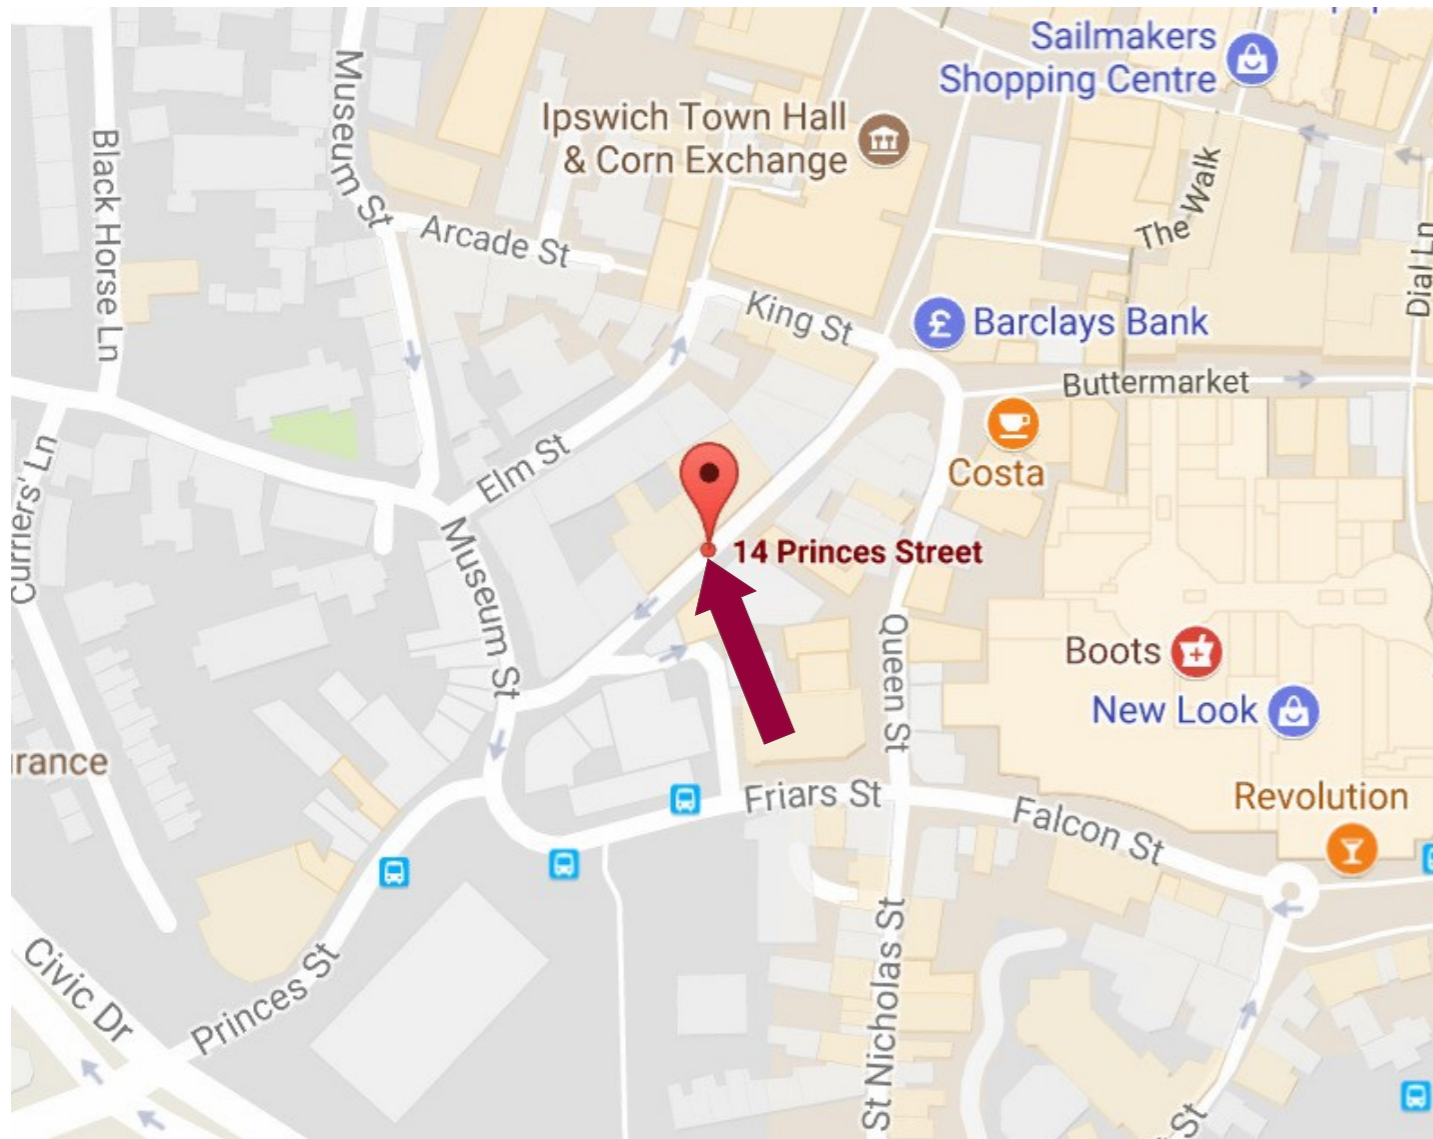 Sailmakers
Shopping Centre
Museum St
Ipswich Town Hall
& Corn Exchange
Black Horse Ln
The Walk
Arcade St
Dial Ln
King St
£ Barclays Bank
Buttermarket
Costa
Elm St
Curriers' Ln
Museum St
14 Princes Street
Queen St
Boots
New Look
rance
Friars St
Revolution
Falcon St
Civic Dr
Princes St
St Nicholas St
St